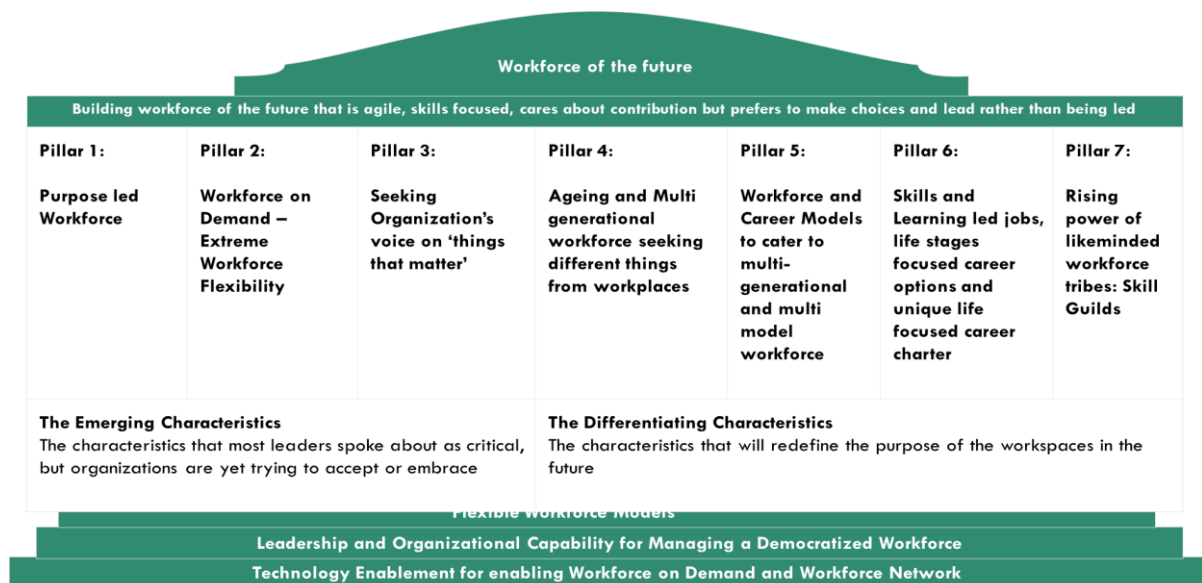 Workforce of the future
Building workforce of the future that is agile, skills focused, cares about contribution but prefers to make choices and lead rather than being led
Pillar 1:
Purpose led
Workforce
Pillar 2:
Workforce on
Demand –
Extreme
Workforce
Flexibility
Pillar 3:
Seeking
Organization’s
voice on ‘things
that matter’
Pillar 4:
Ageing and Multi
generational
workforce seeking
different things
from workplaces
Pillar 5:
Workforce and
Career Models
to cater to
multi-
generational
and multi
model
workforce
Pillar 6:
Skills and
Learning led jobs,
life stages
focused career
options and
unique life
focused career
charter
Pillar 7:
Rising
power of
likeminded
workforce
tribes: Skill
Guilds
The Emerging Characteristics
The characteristics that most leaders spoke about as critical,
but organizations are yet trying to accept or embrace
The Differentiating Characteristics
The characteristics that will redefine the purpose of the workspaces in the
future
Flexible Workforce Models
Leadership and Organizational Capability for Managing a Democratized Workforce
Technology Enablement for enabling Workforce on Demand and Workforce Network